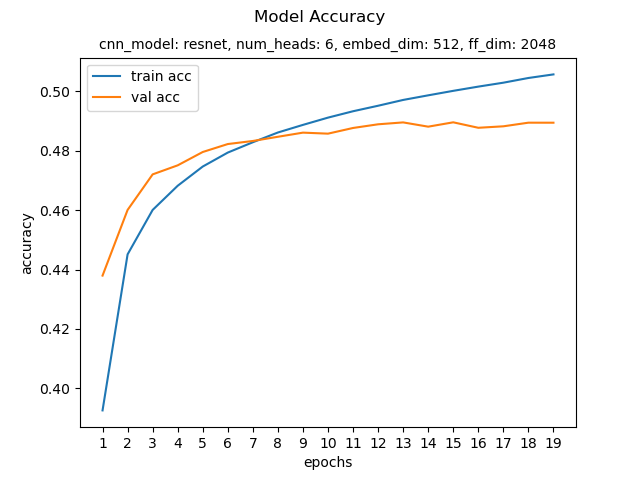 Model Accuracy
cnn_model: resnet, num_heads: 6, embed_dim: 512, ff_dim: 2048
train acc
val acc
0.50
0.48
0.46
0.44
0.42
0.40
accuracy
1 2 3 4 5 6 7 8 9 10 11 12 13 14 15 16 17 18 19
epochs